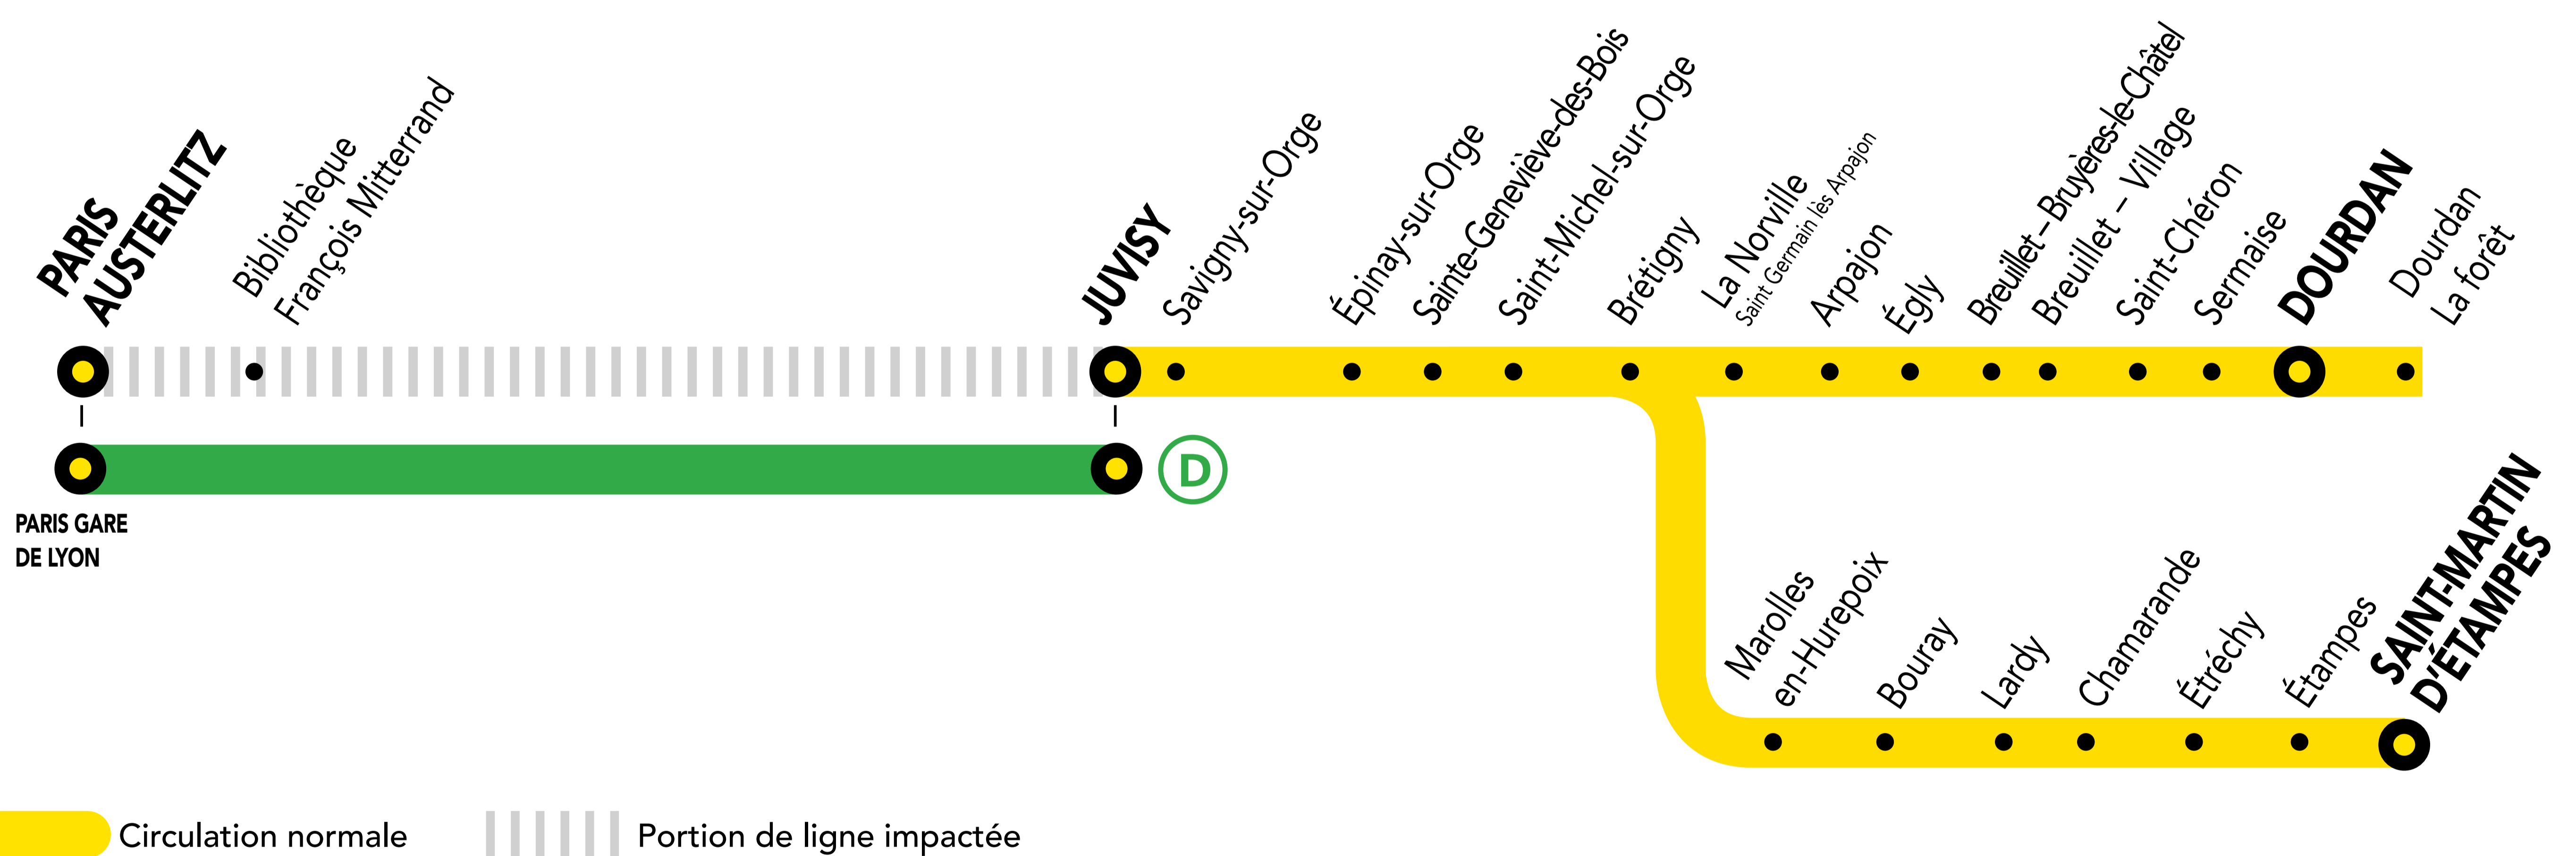 PARIS
AUSTERLITZ
Bibliothèque
François Mitterrand
JUVISY
Savigny-sur-Orge
Épinay-sur-Orge
Sainte-Geneviève-des-Bois
Saint-Michel-sur-Orge
Brétigny
La Norville
Saint Germain lès Arpajon
Arpajon
Égly
Breuillet – Bruyères-le-Châtel
Breuillet – Village
Saint-Chéron
Sermaise
DOURDAN
Dourdan
La forêt
D
PARIS GARE
DE LYON
Marolles
en-Hurepoix
Bouray
Lardy
Chamarande
Étréchy
Étampes
SAINT-MARTIN
D'ÉTAMPES
Circulation normale
Portion de ligne impactée